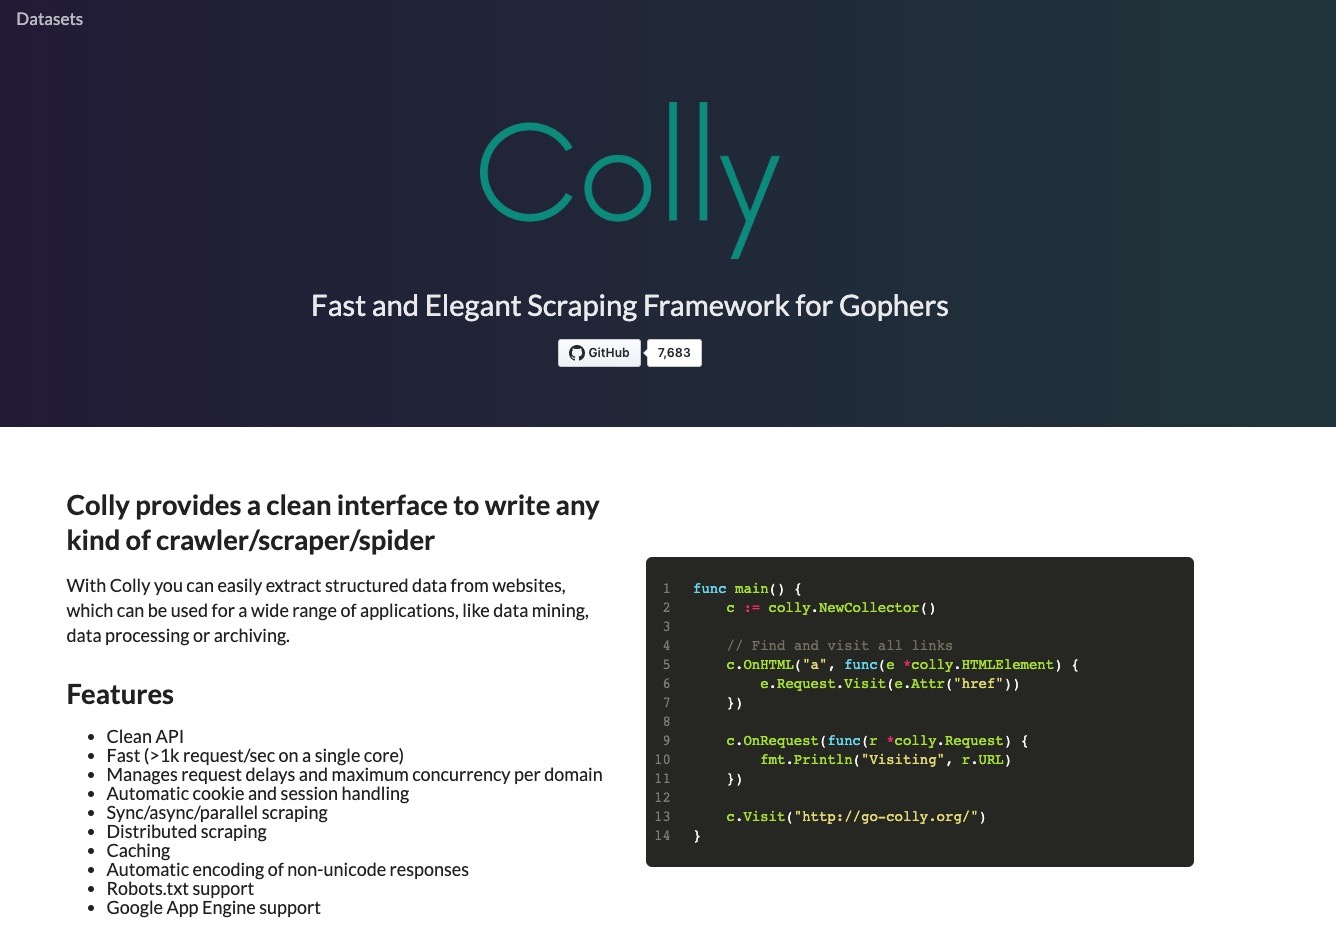 Datasets
Colly
Fast and Elegant Scraping Framework for Gophers
GitHub 7,683
Colly provides a clean interface to write any
kind of crawler/scraper/spider
With Colly you can easily extract structured data from websites,
which can be used for a wide range of applications, like data mining,
data processing or archiving.
Features
• Clean API
• Fast (>1k request/sec on a single core)
• Manages request delays and maximum concurrency per domain
• Automatic cookie and session handling
• Sync/async/parallel scraping
• Distributed scraping
• Caching
• Automatic encoding of non-unicode responses
• Robots.txt support
• Google App Engine support
1 func main() {
2     c := colly.NewCollector()
3
4     // Find and visit all links
5     c.OnHTML("a", func(e *colly.HTMLElement) {
6         e.Request.Visit(e.Attr("href"))
7     })
8
9     c.OnRequest(func(r *colly.Request) {
10         fmt.Println("Visiting", r.URL)
11     })
12
13     c.Visit("http://go-colly.org/")
14 }